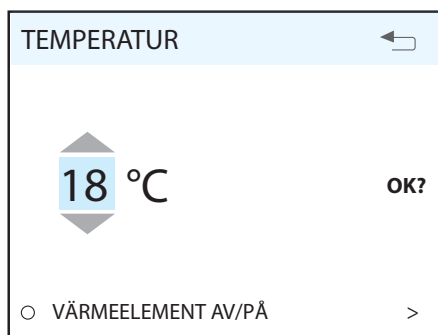 TEMPERATUR
18 °C
OK?
VÄRMEELEMENT AV/PÅ >